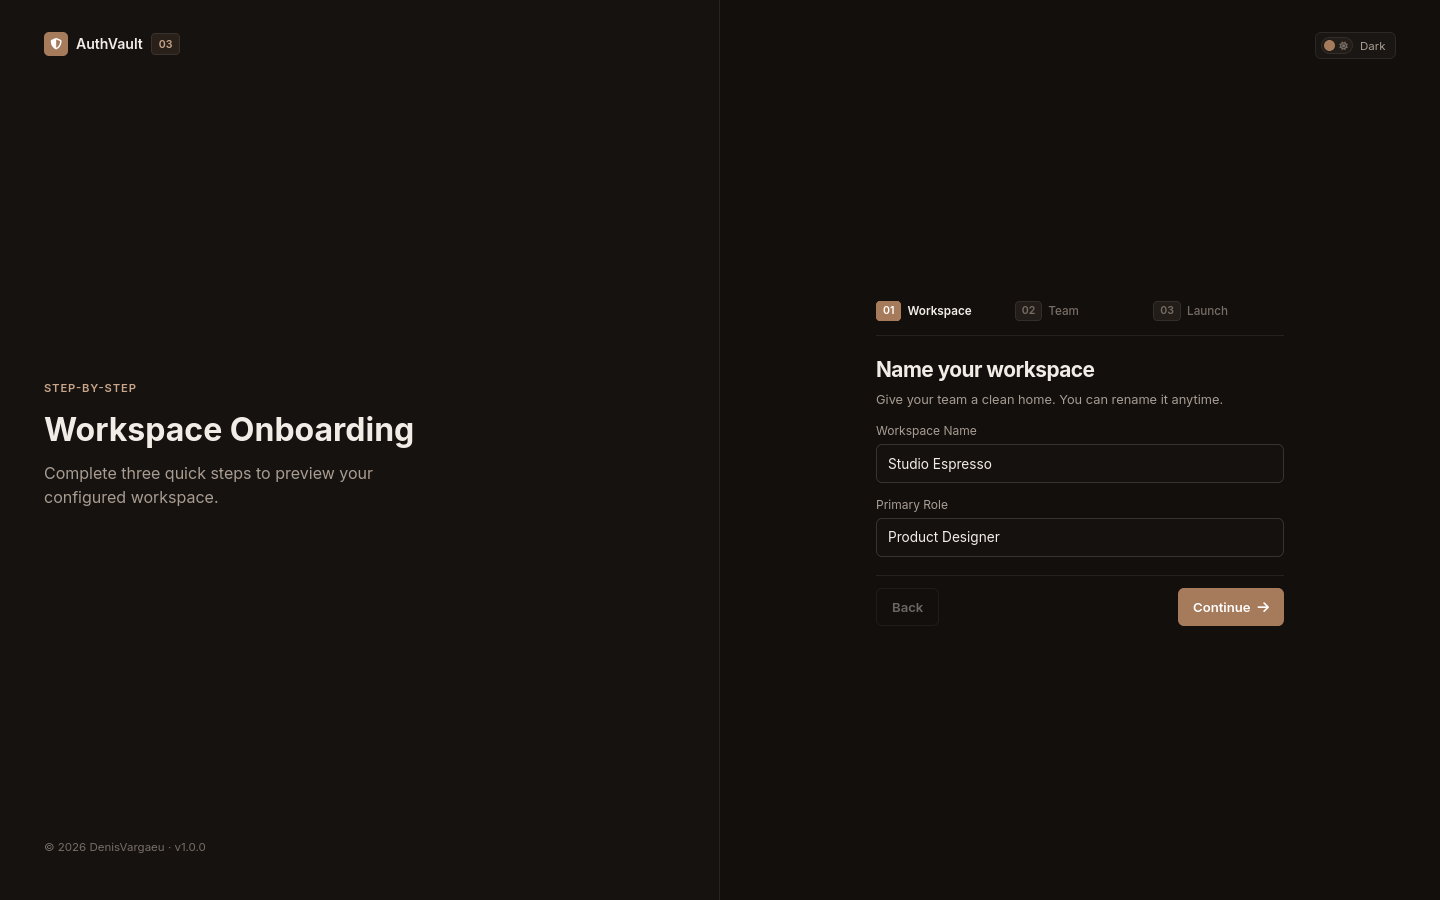 AuthVault 03
Dark
STEP-BY-STEP
Workspace Onboarding
Complete three quick steps to preview your
configured workspace.
© 2026 DenisVargaeu · v1.0.0
01 Workspace 02 Team 03 Launch
Name your workspace
Give your team a clean home. You can rename it anytime.
Workspace Name
Studio Espresso
Primary Role
Product Designer
Back Continue →